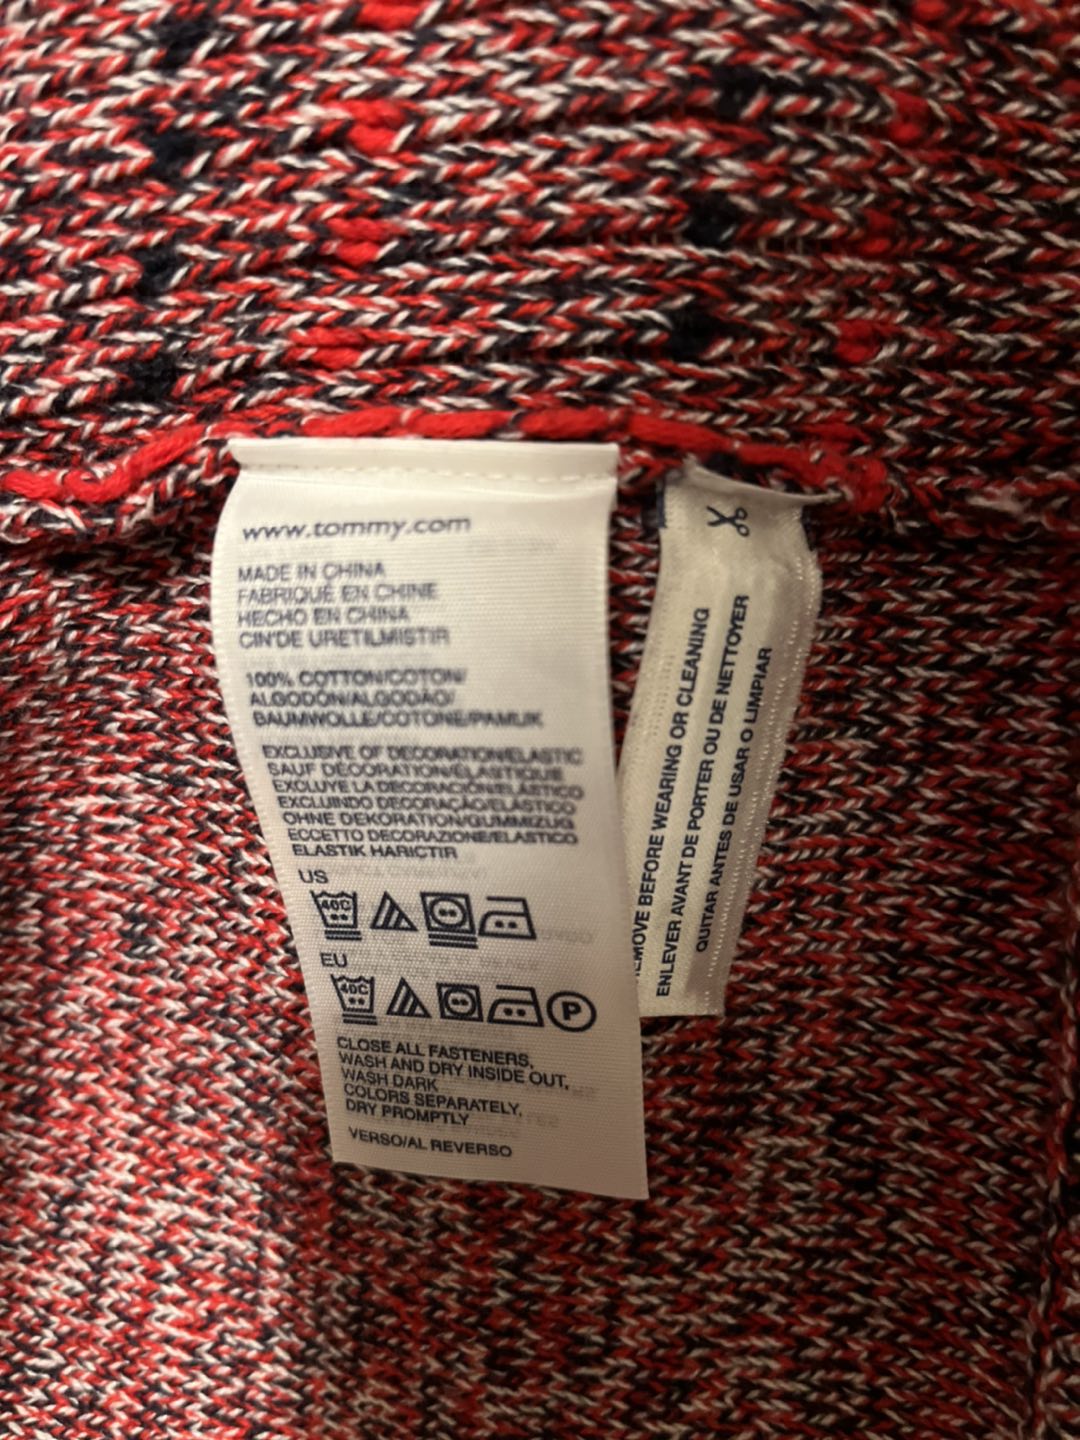 www.tommy.com
MADE IN CHINA
FABRIQUÉ EN CHINE
HECHO EN CHINA
CIN'DE URETILMISTIR
100% COTTON/COTON/
ALGODÓN/ALGODÃO/
BAUMWOLLE/COTONE/PAMUK
EXCLUSIVE OF DECORATION/ELASTIC
SAUF DÉCORATION/ÉLASTIQUE
EXCLUYE LA DECORACIÓN/ELÁSTICO
EXCLUINDO DECORAÇÃO/ELÁSTICO
OHNE DEKORATION/GUMMIZUG
ECCETTO DECORAZIONE/ELASTICO
ELASTIK HARICTIR
US
40C
EU
40C P
CLOSE ALL FASTENERS,
WASH AND DRY INSIDE OUT,
WASH DARK
COLORS SEPARATELY,
DRY PROMPTLY
VERSO/AL REVERSO
EMOVE BEFORE WEARING OR CLEANING
ENLEVER AVANT DE PORTER OU DE NETTOYER
QUITAR ANTES DE USAR O LIMPIAR